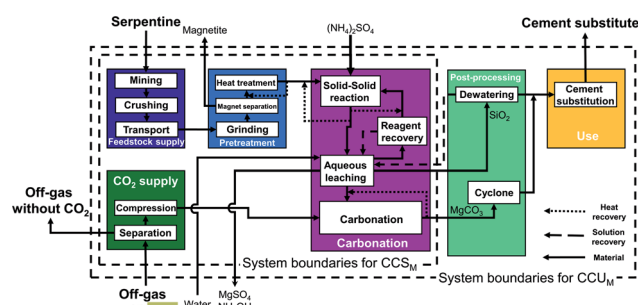 Serpentine
Magnetite
(NH4)2SO4
Cement substitute
Mining
Crushing
Transport
Feedstock supply
Heat treatment
Magnet separation
Grinding
Pretreatment
Solid-Solid
reaction
Reagent
recovery
Aqueous
leaching
Carbonation
Carbonation
Post-processing
Dewatering
SiO2
Cyclone
MgCO3
Cement
substitution
Use
CO2 supply
Compression
Separation
Off-gas
without CO2
Off-gas
Water
MgSO4
System boundaries for CCSM
System boundaries for CCUM
Heat
recovery
Solution
recovery
Material